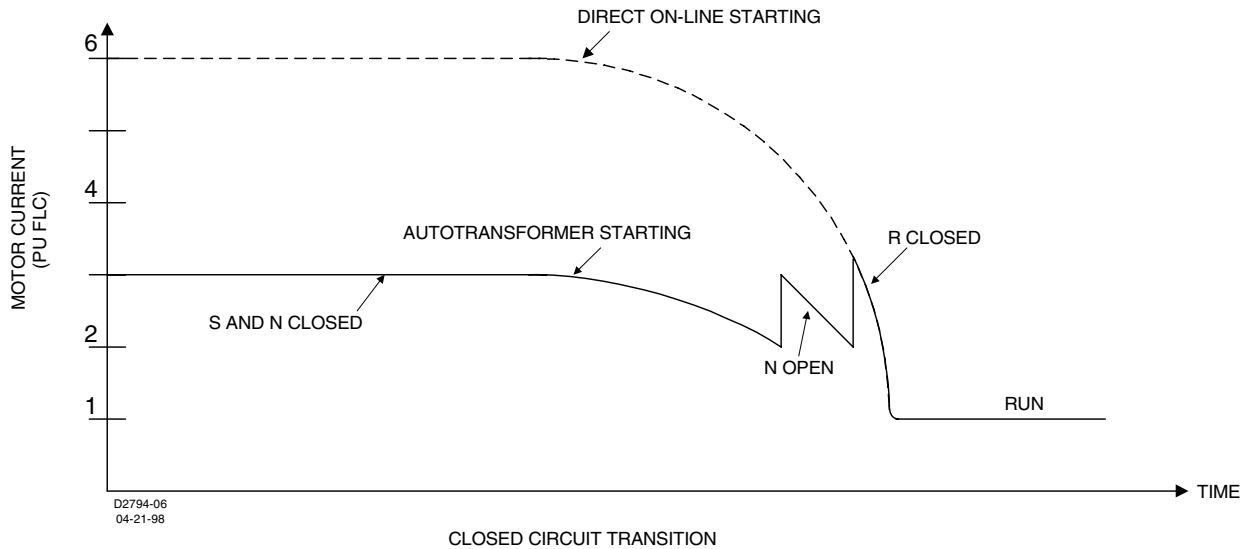 DIRECT ON-LINE STARTING
6
MOTOR CURRENT
(PU FLC)
4
AUTOTRANSFORMER STARTING
R CLOSED
S AND N CLOSED
2
N OPEN
1
RUN
TIME
D2794-06
04-21-98
CLOSED CIRCUIT TRANSITION